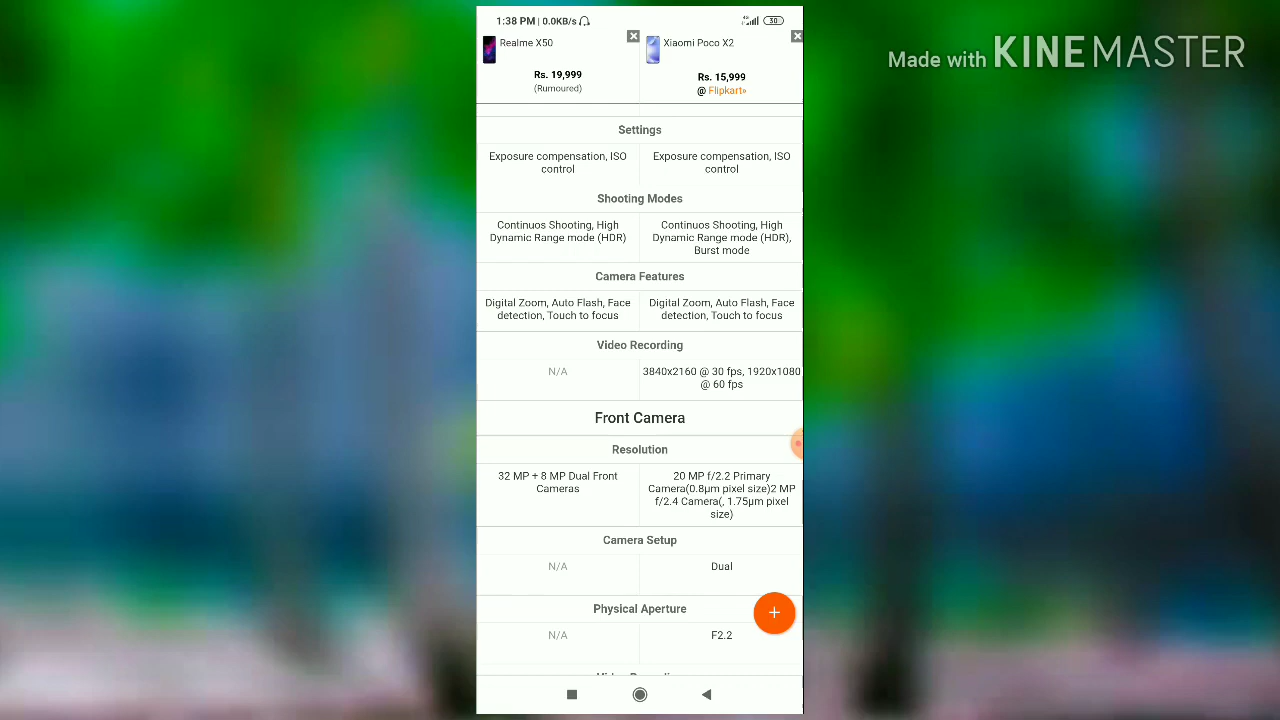 1:38 PM | 0.0KB/s
4G
30
Made with KINEMASTER
Realme X50
Xiaomi Poco X2
Rs. 19,999
(Rumoured)
Rs. 15,999
@ Flipkart»
Settings
Exposure compensation, ISO
control
Exposure compensation, ISO
control
Shooting Modes
Continuos Shooting, High
Dynamic Range mode (HDR)
Continuos Shooting, High
Dynamic Range mode (HDR),
Burst mode
Camera Features
Digital Zoom, Auto Flash, Face
detection, Touch to focus
Digital Zoom, Auto Flash, Face
detection, Touch to focus
Video Recording
N/A
3840x2160 @ 30 fps, 1920x1080
@ 60 fps
Front Camera
Resolution
32 MP + 8 MP Dual Front
Cameras
20 MP f/2.2 Primary
Camera(0.8µm pixel size)2 MP
f/2.4 Camera(, 1.75µm pixel
size)
Camera Setup
N/A
Dual
Physical Aperture
N/A
F2.2